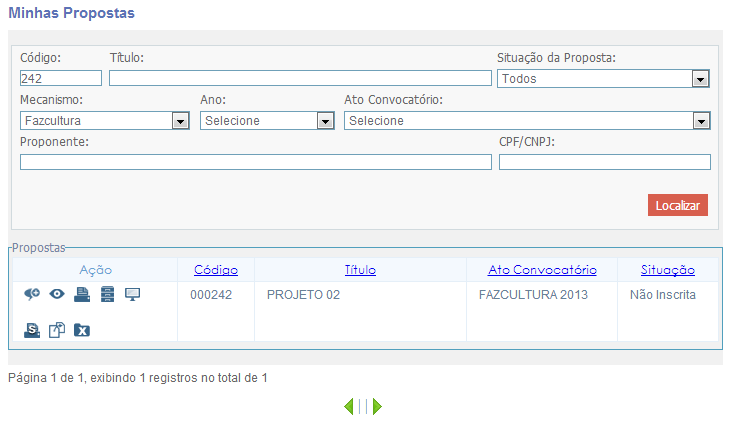 Minhas Propostas
Código: Título: Situação da Proposta:
242 Todos
Mecanismo: Ano: Ato Convocatório:
Fazcultura Selecione Selecione
Proponente: CPF/CNPJ:
Localizar
Propostas
Ação Código Título Ato Convocatório Situação
000242 PROJETO 02 FAZCULTURA 2013 Não Inscrita
Página 1 de 1, exibindo 1 registros no total de 1